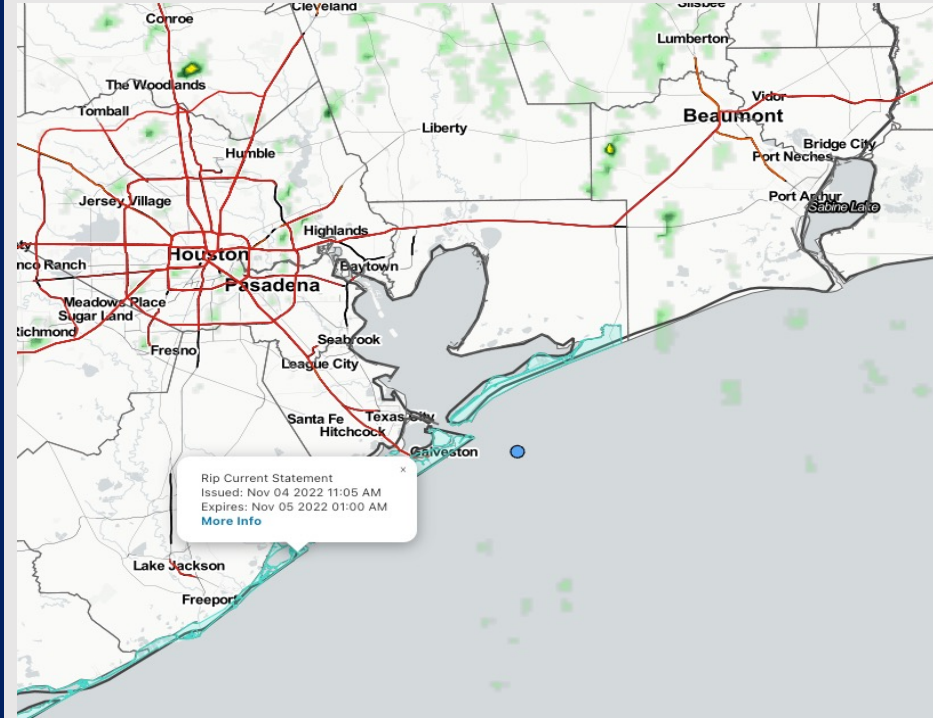 Cleveland
Silsbee
Conroe
Lumberton
The Woodlands
Vidor
Tomball
Beaumont
Liberty
Bridge City
Humble
Port Neches
Jersey Village
Port Arthur
Sabine Lake
Highlands
Houston
nco Ranch
Baytown
Pasadena
Meadows Place
Sugar Land
Richmond
Seabrook
Fresno
League City
Santa Fe
Texas City
Hitchcock
Galveston
×
Rip Current Statement
Issued: Nov 04 2022 11:05 AM
Expires: Nov 05 2022 01:00 AM
More Info
Lake Jackson
Freeport